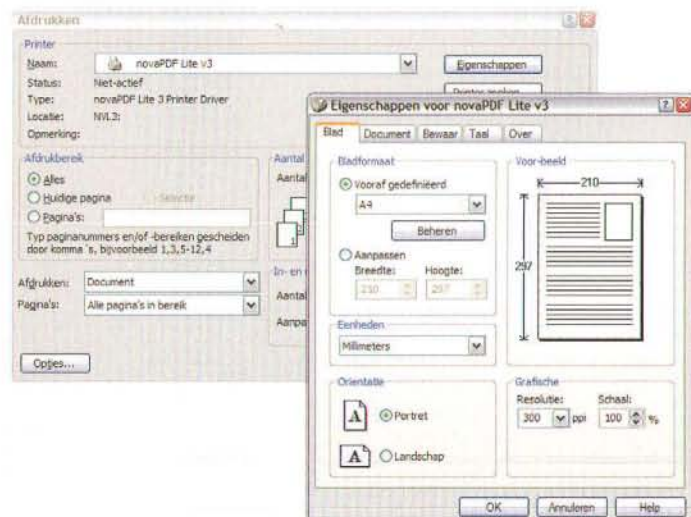 Afdrukken
Printer
Naam:
novaPDF Lite v3
Eigenschappen
Status:
Niet-actief
Type:
novaPDF Lite 3 Printer Driver
Locatie:
NVL3:
Opmerking:
Afdrukbereik
Alles
Huidige pagina
Selectie
Pagina's:
Typ paginanummers en/of -bereiken gescheiden
door komma 's, bijvoorbeeld 1,3,5-12,4
Aantal
Aantal
Afdrukken:
Document
Pagina's:
Alle pagina's in bereik
In- en
Aantal
Aanpa
Opties...
Eigenschappen voor novaPDF Lite v3
Blad
Document
Bewaar
Taal
Over
Bladformaat
Vooraf gedefinieërd
A4
Beheren
Aanpassen
Breedte:
Hoogte:
210
297
Eenheden
Millimeters
Orientatie
A
Portret
A
Landschap
Voor-beeld
210
297
Grafische
Resolutie:
Schaal:
300
ppi
100
%
OK
Annuleren
Help